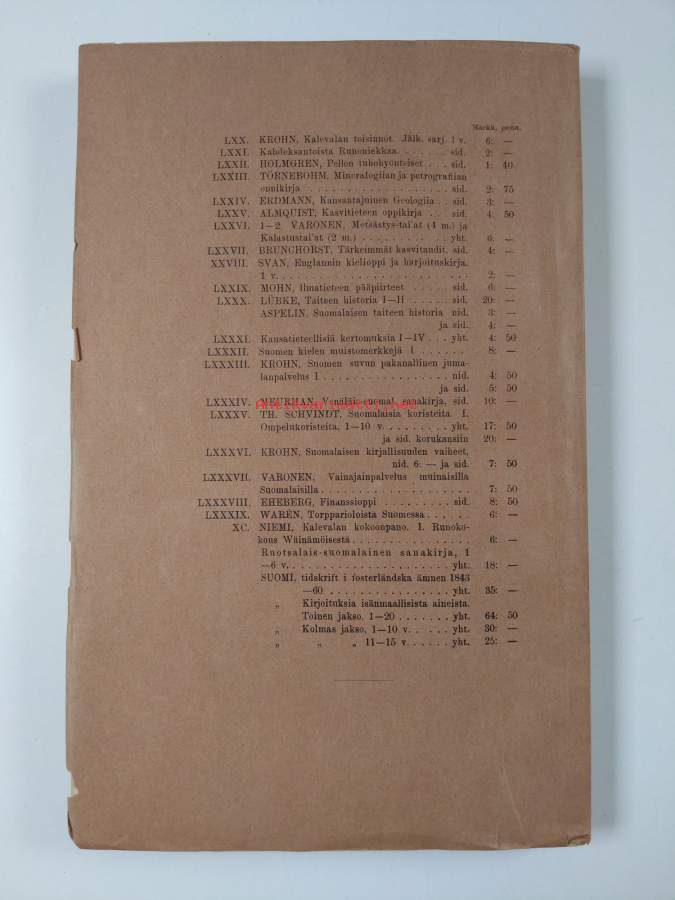 Markk. penn.
LXX. KROHN, Kalevalan toisinnot. Jälk. sarj. 1 v. 6: —
LXXI. Kahdeksantoista Runoniekkaa. . . . . . . sid. 2: —
LXXII. HOLMGREN, Pellon tuhohyönteiset . . . sid. 1: 40
LXXIII. TÖRNEBOHM, Mineralogiian ja petrografiian
oppikirja . . . . . . . . . . . . . . . . . . . sid. 2: 75
LXXIV. ERDMANN, Kansantajuinen Geologiia . . sid. 3: —
LXXV. ALMQUIST, Kasvitieteen oppikirja . . . sid. 4: 50
LXXVI. 1—2 VARONEN, Metsästys-tai'at (4 m.) ja
Kalastustai'at (2 m.) . . . . . . . . . . . yht. 6: —
LXXVII. BRUNCHORST, Tärkeimmät kasvitaudit. sid. 4: —
XXVIII. SVAN, Englannin kielioppi ja harjoituskirja.
1 v. . . . . . . . . . . . . . . . . . . . . . . 2: —
LXXIX. MOHN, Ilmatieteen pääpiirteet . . . . . sid. 6: —
LXXX. LÜBKE, Taiteen historia I—II . . . . . sid. 20: —
ASPELIN, Suomalaisen taiteen historia nid. 3: —
ja sid. 4: —
LXXXI. Kansatieteellisiä kertomuksia I—IV . . . yht. 4: 50
LXXXII. Suomen kielen muistomerkkejä I. . . . . . . 8: —
LXXXIII. KROHN, Suomen suvun pakanallinen juma-
lanpalvelus I . . . . . . . . . . . . . . . . . nid. 4: 50
ja sid. 5: 50
LXXXIV. MEURMAN, Venäläis-suomal. sanakirja, sid. 10: —
Antikvariaatti.net
LXXXV. TH. SCHVINDT, Suomalaisia koristeita. I.
Ompelukoristeita, 1—10 v. . . . . . . . . . yht. 17: 50
ja sid. korukansiin 20: —
LXXXVI. KROHN, Suomalaisen kirjallisuuden vaiheet,
nid. 6: — ja sid. 7: 50
LXXXVII. VARONEN, Vainajainpalvelus muinaisilla
Suomalaisilla . . . . . . . . . . . . . . . . . . 7: 50
LXXXVIII. EHEBERG, Finanssioppi . . . . . . . . . sid. 8: 50
LXXXIX. WARÉN, Torpparioloista Suomessa . . . . . . 6: —
XC. NIEMI, Kalevalan kokoonpano. I. Runoko-
kous Wäinämöisestä . . . . . . . . . . . . . . 6: —
Ruotsalais-suomalainen sanakirja, 1
—6 v. . . . . . . . . . . . . . . . . . . . . yht. 18: —
SUOMI, tidskrift i fosterländska ämnen 1843
—60 . . . . . . . . . . . . . . . . . yht. 35: —
„ Kirjoituksia isänmaallisista aineista.
Toinen jakso, 1—20 . . . . . . . yht. 64: 50
„ Kolmas jakso, 1—10 v. . . . . yht. 30: —
„ „ „ 11—15 v. . . . yht. 25: —